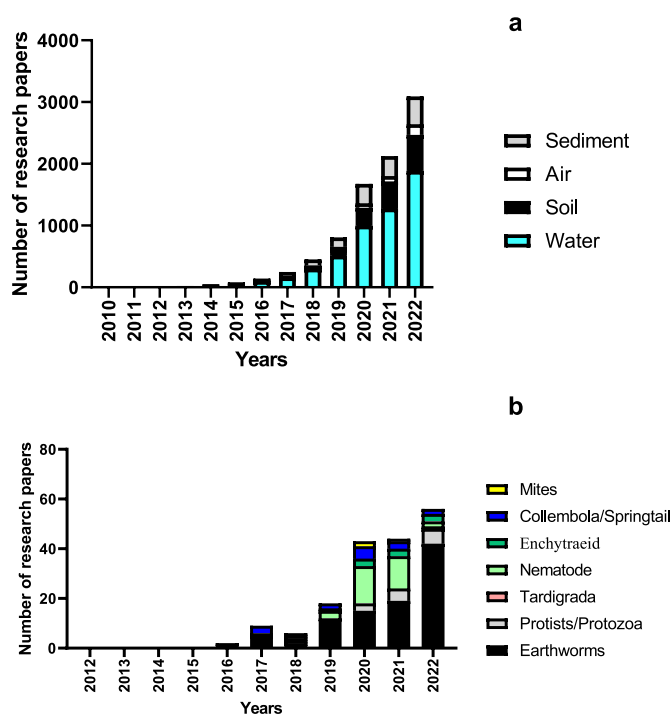 a
4000
3000
2000
1000
0
Number of research papers
2010 2011 2012 2013 2014 2015 2016 2017 2018 2019 2020 2021 2022
Years
Sediment
Air
Soil
Water
b
80
60
40
20
0
Number of research papers
2012 2013 2014 2015 2016 2017 2018 2019 2020 2021 2022
Years
Mites
Collembola/Springtail
Enchytraeid
Nematode
Tardigrada
Protists/Protozoa
Earthworms